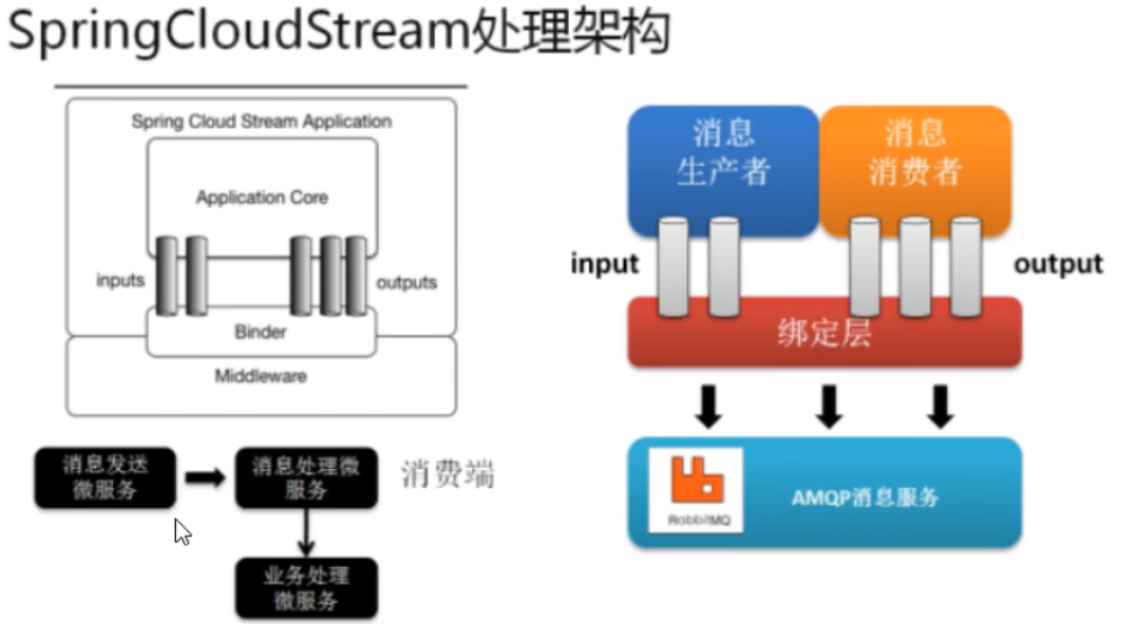 SpringCloudStream处理架构
Spring Cloud Stream Application
Application Core
inputs
outputs
Binder
Middleware
消息发送
微服务
消息处理微
服务
消费端
业务处理
微服务
消息
生产者
消息
消费者
input
output
绑定层
RabbitMQ
AMQP消息服务